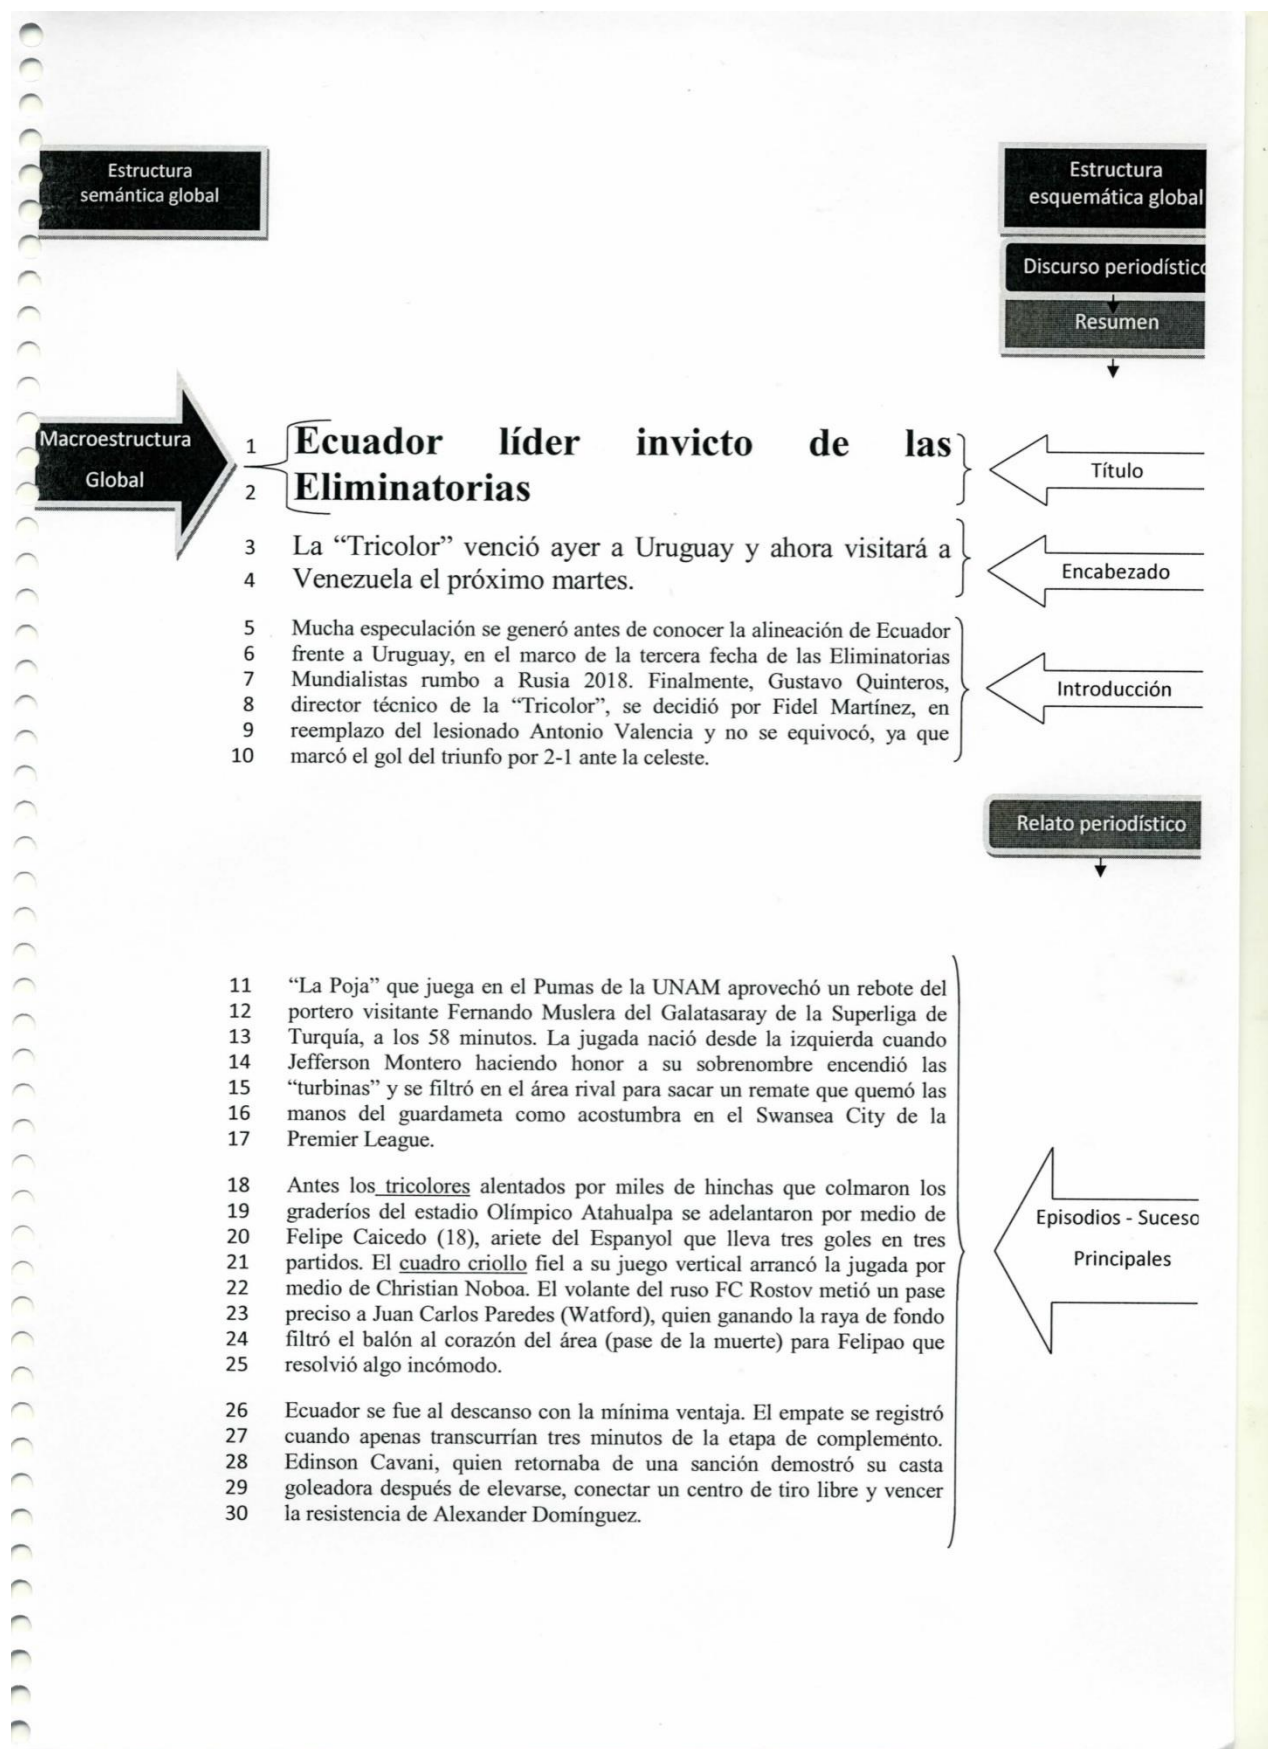 Estructura
semántica global
Estructura
esquemática global
Discurso periodístico
Resumen
Macroestructura
Global
1 Ecuador líder invicto de las
2 Eliminatorias
Título
3 La “Tricolor” venció ayer a Uruguay y ahora visitará a
4 Venezuela el próximo martes.
Encabezado
5 Mucha especulación se generó antes de conocer la alineación de Ecuador
6 frente a Uruguay, en el marco de la tercera fecha de las Eliminatorias
7 Mundialistas rumbo a Rusia 2018. Finalmente, Gustavo Quinteros,
8 director técnico de la “Tricolor”, se decidió por Fidel Martínez, en
9 reemplazo del lesionado Antonio Valencia y no se equivocó, ya que
10 marcó el gol del triunfo por 2-1 ante la celeste.
Introducción
Relato periodístico
11 “La Poja” que juega en el Pumas de la UNAM aprovechó un rebote del
12 portero visitante Fernando Muslera del Galatasaray de la Superliga de
13 Turquía, a los 58 minutos. La jugada nació desde la izquierda cuando
14 Jefferson Montero haciendo honor a su sobrenombre encendió las
15 “turbinas” y se filtró en el área rival para sacar un remate que quemó las
16 manos del guardameta como acostumbra en el Swansea City de la
17 Premier League.
18 Antes los tricolores alentados por miles de hinchas que colmaron los
19 graderíos del estadio Olímpico Atahualpa se adelantaron por medio de
20 Felipe Caicedo (18), ariete del Espanyol que lleva tres goles en tres
21 partidos. El cuadro criollo fiel a su juego vertical arrancó la jugada por
22 medio de Christian Noboa. El volante del ruso FC Rostov metió un pase
23 preciso a Juan Carlos Paredes (Watford), quien ganando la raya de fondo
24 filtró el balón al corazón del área (pase de la muerte) para Felipao que
25 resolvió algo incómodo.
26 Ecuador se fue al descanso con la mínima ventaja. El empate se registró
27 cuando apenas transcurrían tres minutos de la etapa de complemento.
28 Edinson Cavani, quien retornaba de una sanción demostró su casta
29 goleadora después de elevarse, conectar un centro de tiro libre y vencer
30 la resistencia de Alexander Domínguez.
Episodios - Suceso
Principales